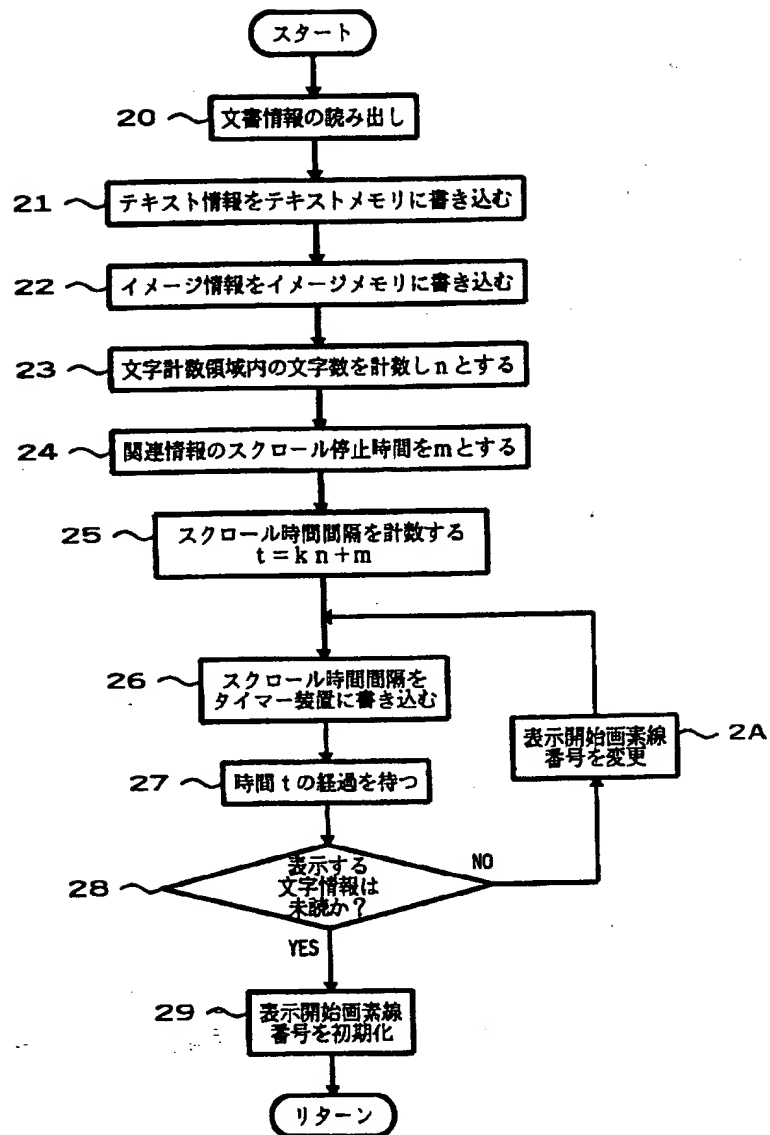 スタート
20 文書情報の読み出し
21 テキスト情報をテキストメモリに書き込む
22 イメージ情報をイメージメモリに書き込む
23 文字計数領域内の文字数を計数しnとする
24 関連情報のスクロール停止時間をmとする
25 スクロール時間間隔を計数する
t=kn+m
26 スクロール時間間隔を
タイマー装置に書き込む
表示開始画素線 2A
番号を変更
27 時間tの経過を待つ
28 表示する
文字情報は
未読か?
NO
YES
29 表示開始画素線
番号を初期化
リターン